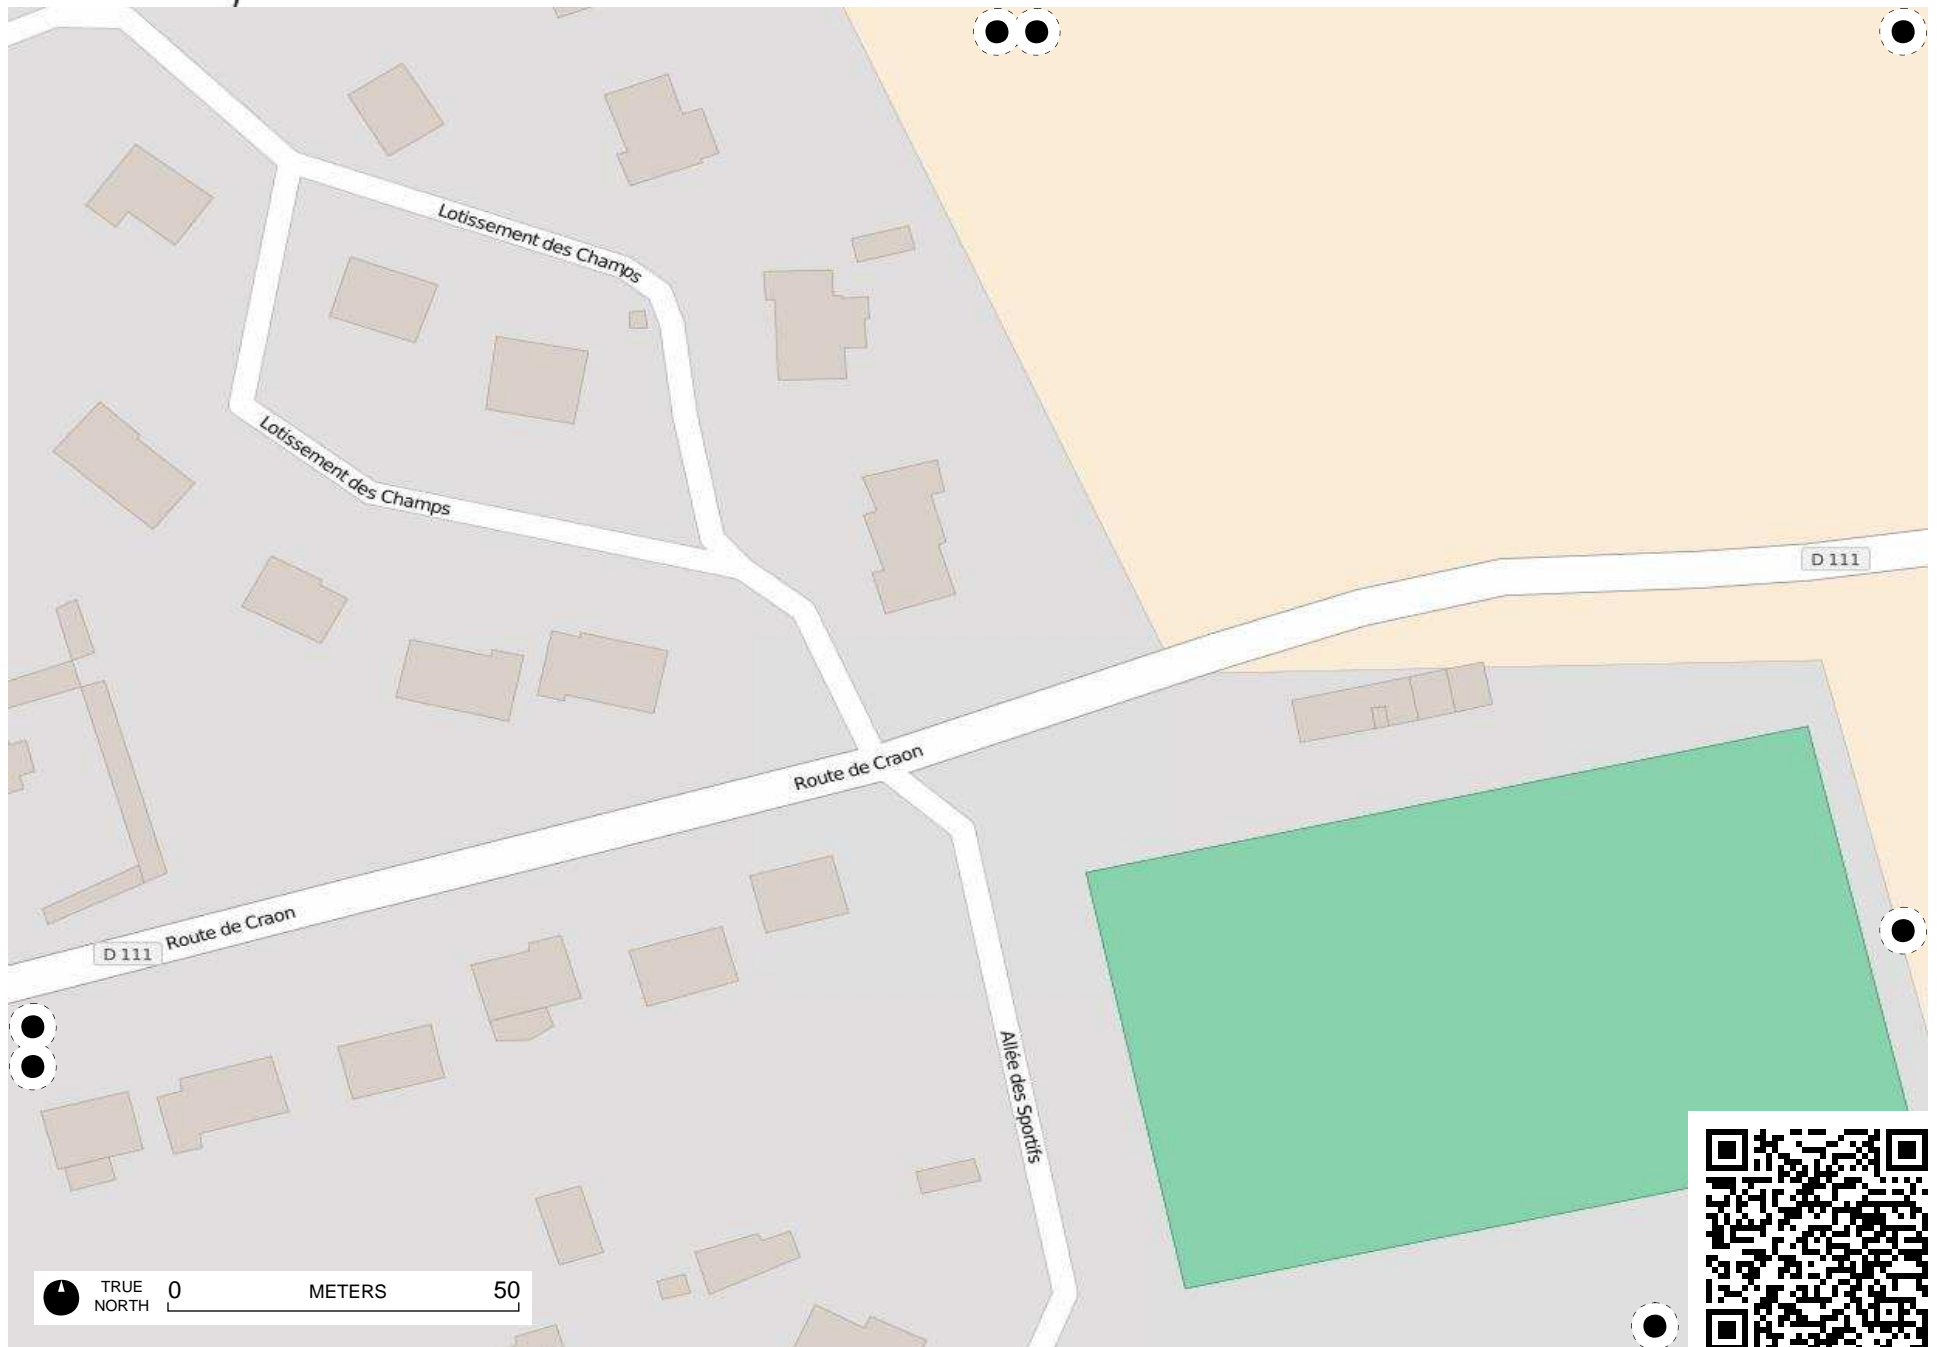 Lotissement des Champs
Lotissement des Champs
D 111
Route de Craon
Route de Craon
D 111
Allée des Sportifs
TRUE NORTH
0 METERS 50